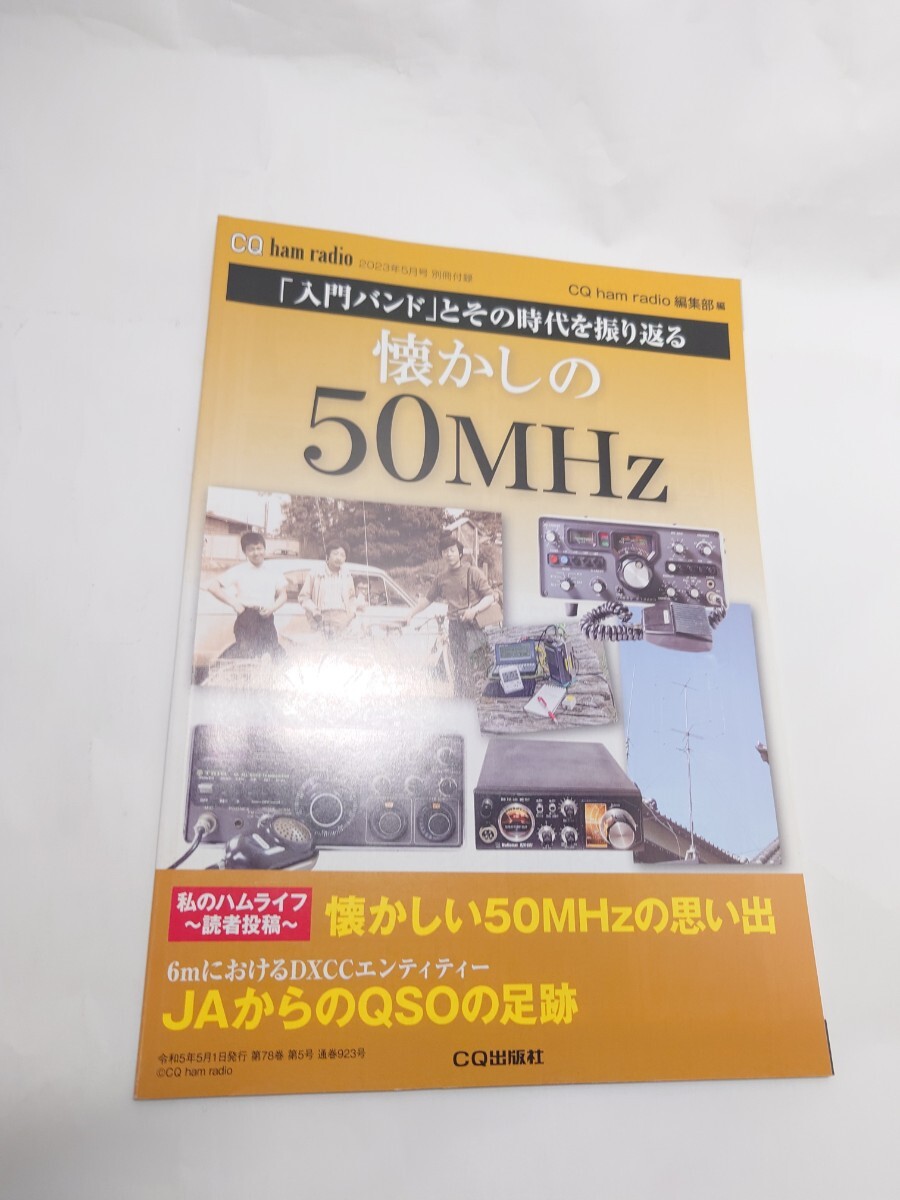 CQ ham radio 2023年5月号 別冊付録
CQ ham radio 編集部 編
「入門バンド」とその時代を振り返る
懐かしの
50MHz
TRIO
私のハムライフ
～読者投稿～
懐かしい50MHzの思い出
6mにおけるDXCCエンティティー
JAからのQSOの足跡
令和5年5月1日発行 第78巻 第5号 通巻923号
©CQ ham radio
CQ出版社